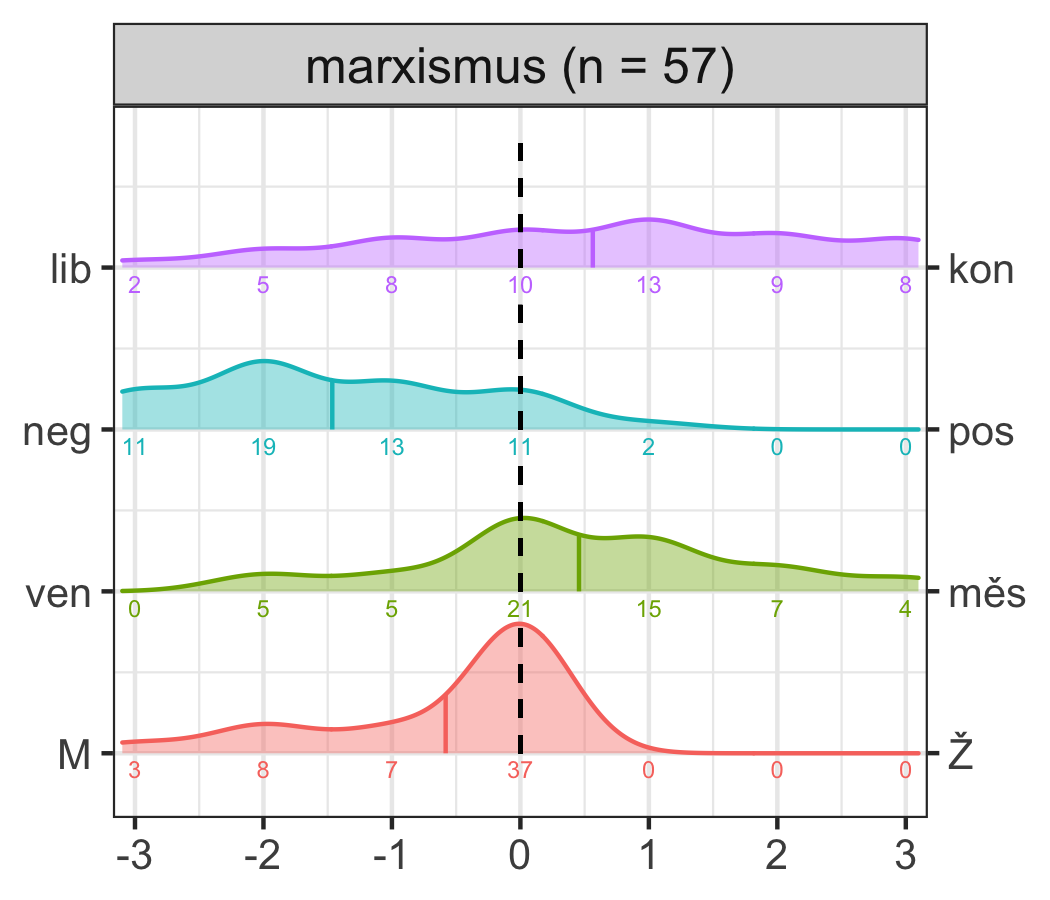 marxismus (n = 57)
lib kon
2 5 8 10 13 9 8
neg pos
11 19 13 11 2 0 0
ven měs
0 5 5 21 15 7 4
M Ž
3 8 7 37 0 0 0
-3 -2 -1 0 1 2 3